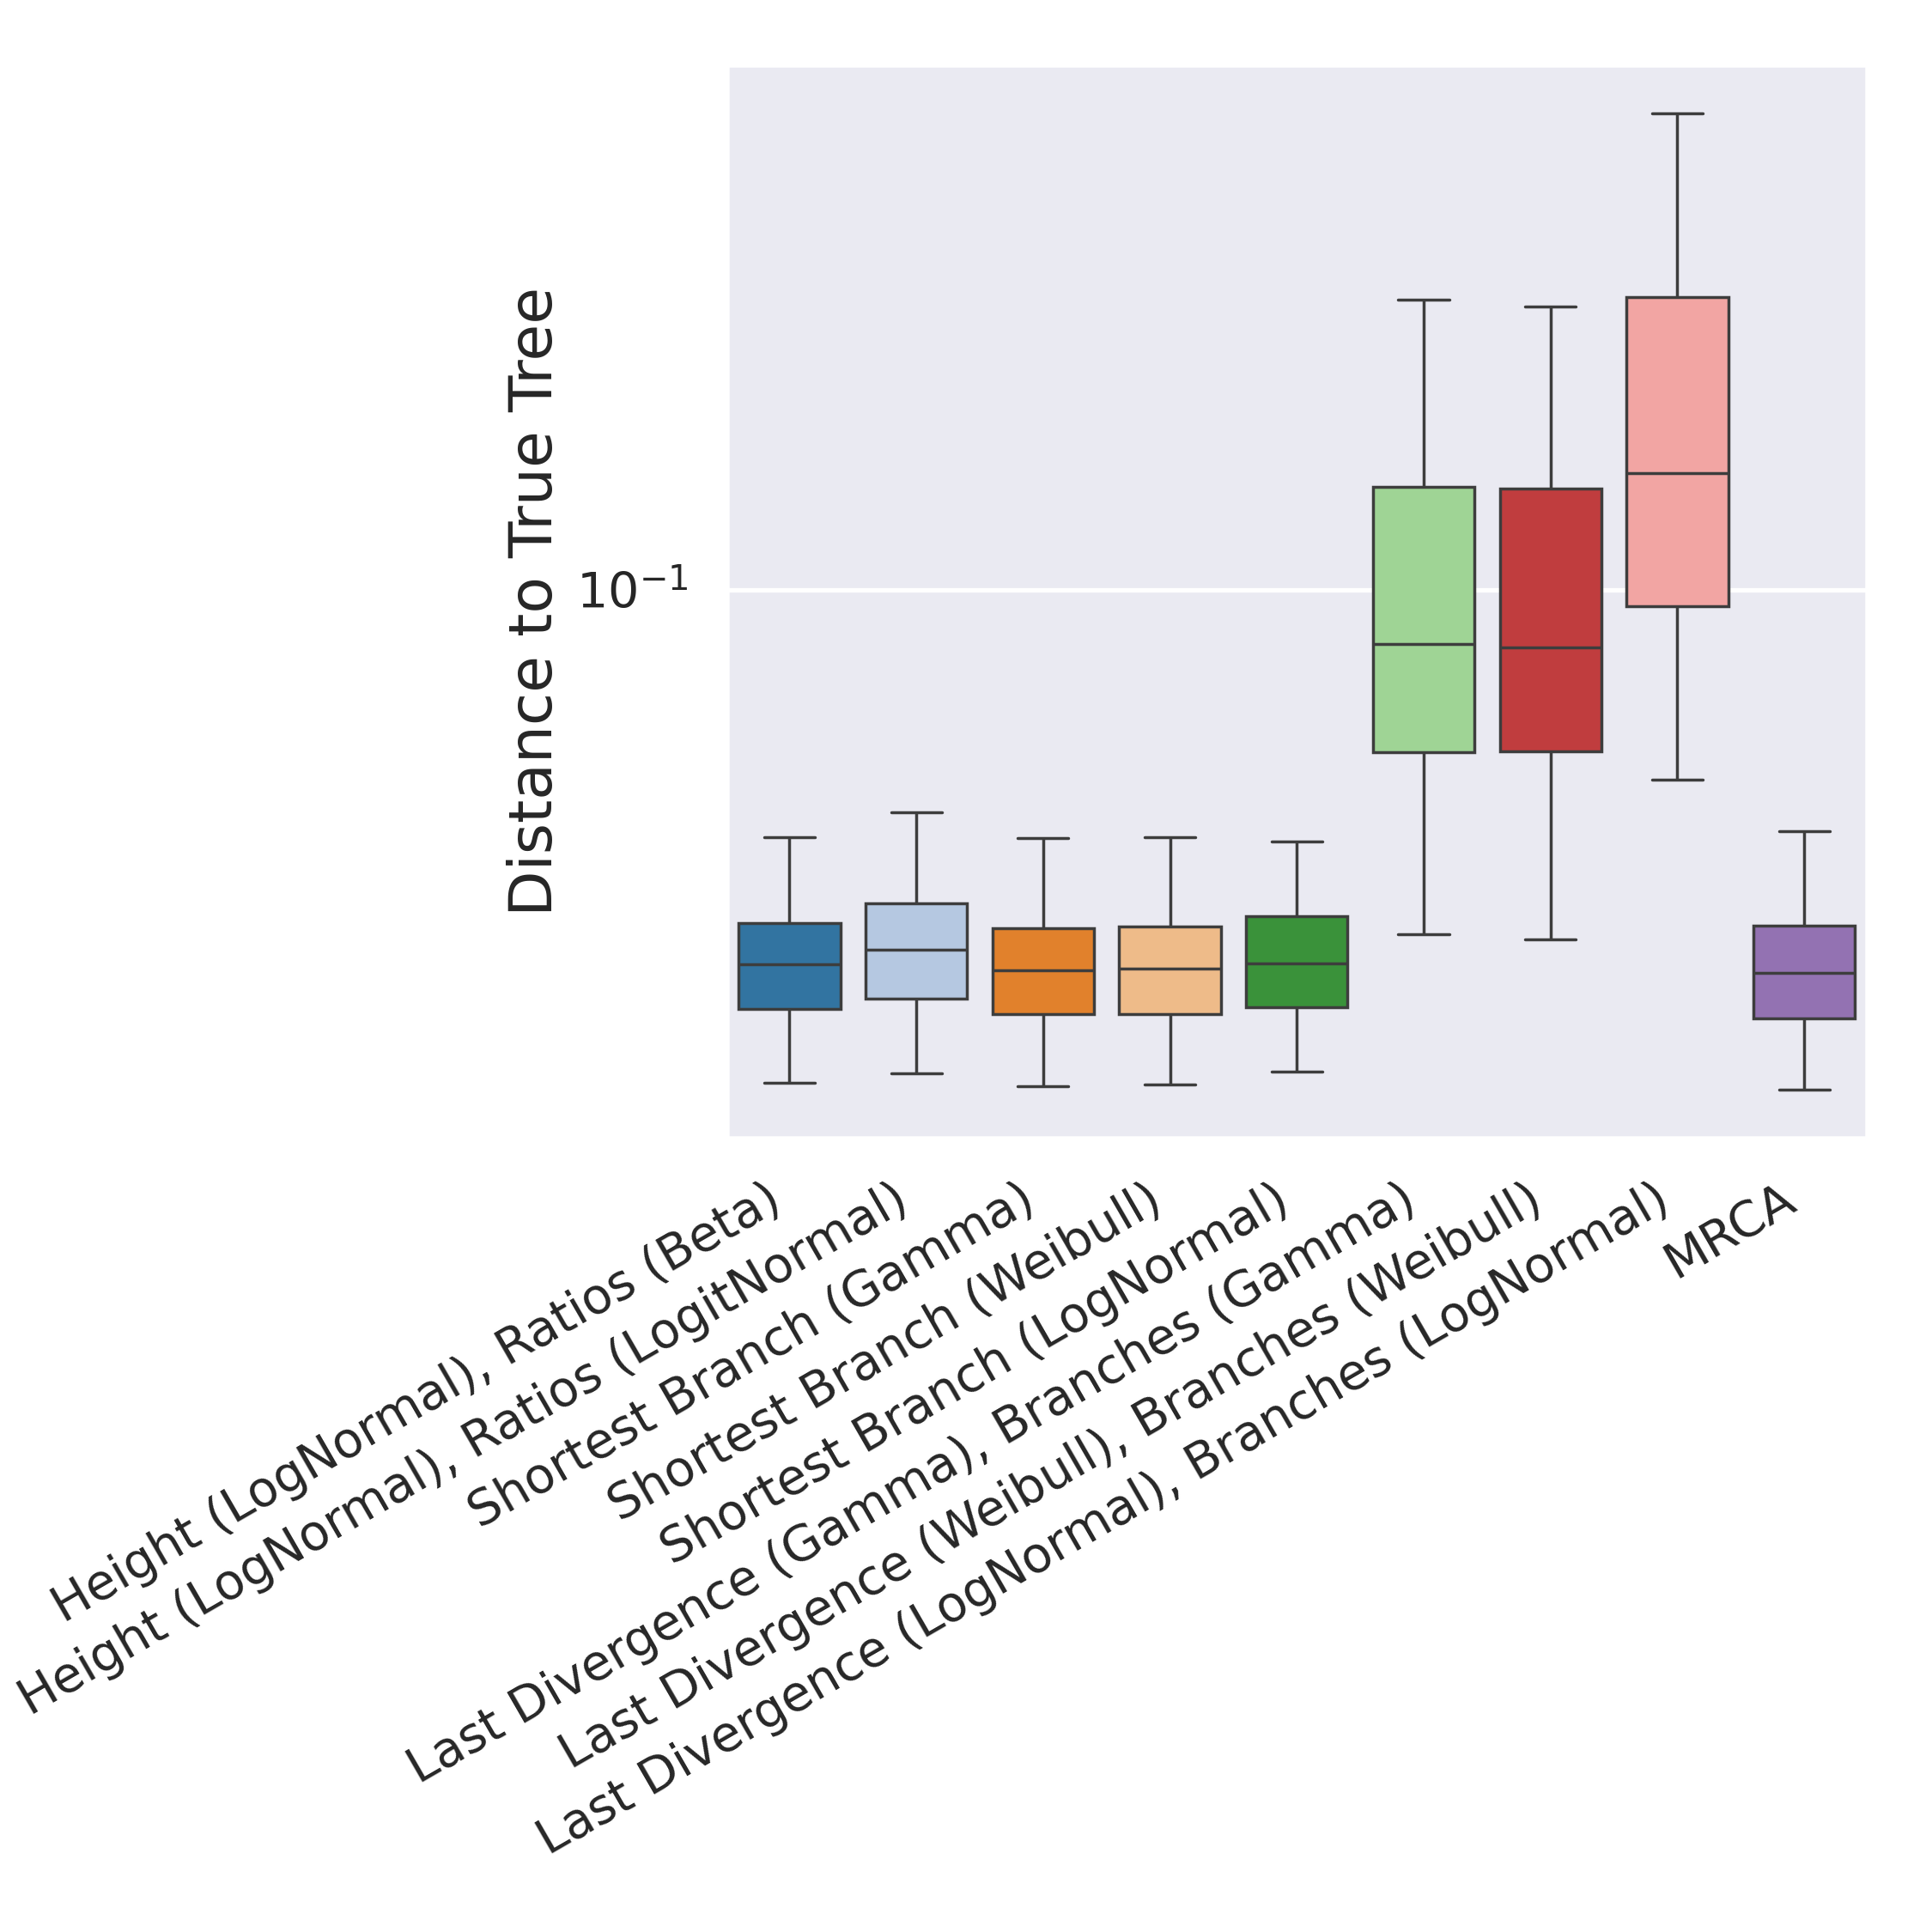 Distance to True Tree
10⁻¹
Height (LogNormal), Ratios (Beta)
Height (LogNormal), Ratios (LogitNormal)
Shortest Branch (Gamma)
Shortest Branch (Weibull)
Shortest Branch (LogNormal)
Last Divergence (Gamma), Branches (Gamma)
Last Divergence (Weibull), Branches (Weibull)
Last Divergence (LogNormal), Branches (LogNormal)
MRCA